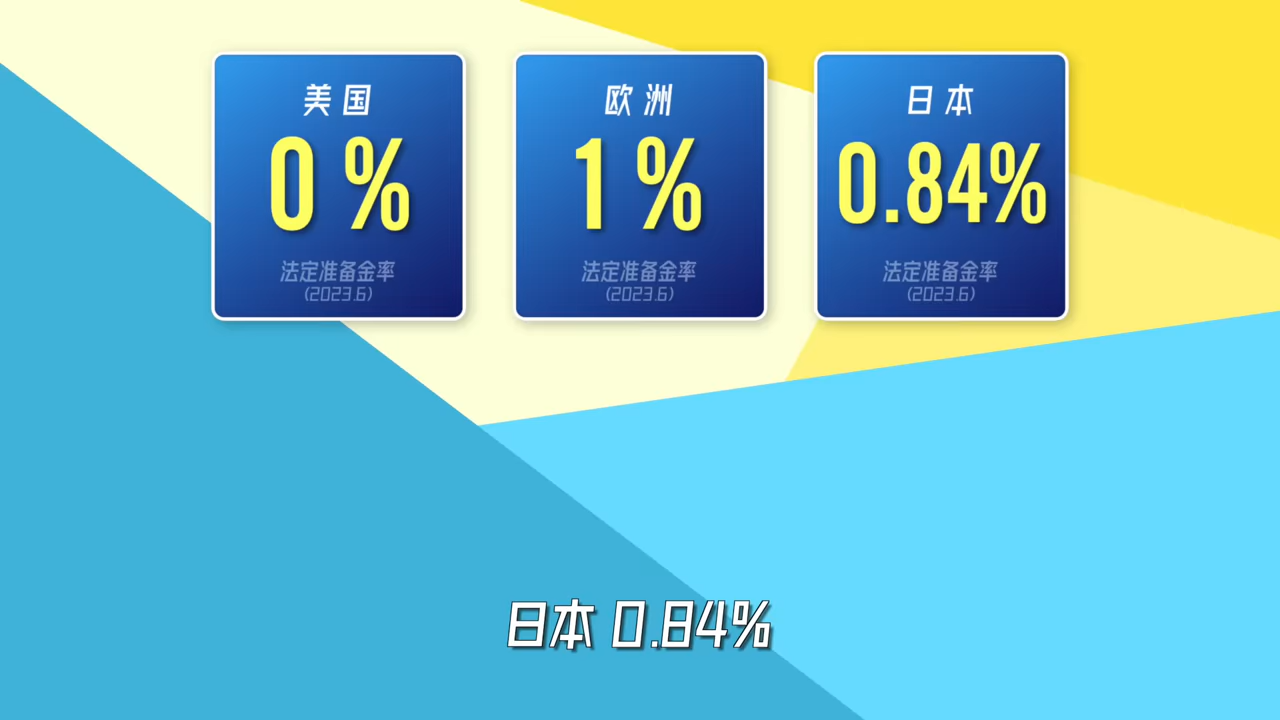 美国
0%
法定准备金率
(2023.6)
欧洲
1%
法定准备金率
(2023.6)
日本
0.84%
法定准备金率
(2023.6)
日本 0.84%